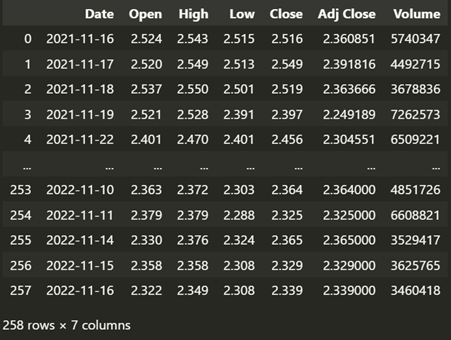 Date Open High Low Close Adj Close Volume
0 2021-11-16 2.524 2.543 2.515 2.516 2.360851 5740347
1 2021-11-17 2.520 2.549 2.513 2.549 2.391816 4492715
2 2021-11-18 2.537 2.550 2.501 2.519 2.363666 3678836
3 2021-11-19 2.521 2.528 2.391 2.397 2.249189 7262573
4 2021-11-22 2.401 2.470 2.401 2.456 2.304551 6509221
... ... ... ... ... ... ... ...
253 2022-11-10 2.363 2.372 2.303 2.364 2.364000 4851726
254 2022-11-11 2.379 2.379 2.288 2.325 2.325000 6608821
255 2022-11-14 2.330 2.376 2.324 2.365 2.365000 3529417
256 2022-11-15 2.358 2.358 2.308 2.329 2.329000 3625765
257 2022-11-16 2.322 2.349 2.308 2.339 2.339000 3460418
258 rows × 7 columns